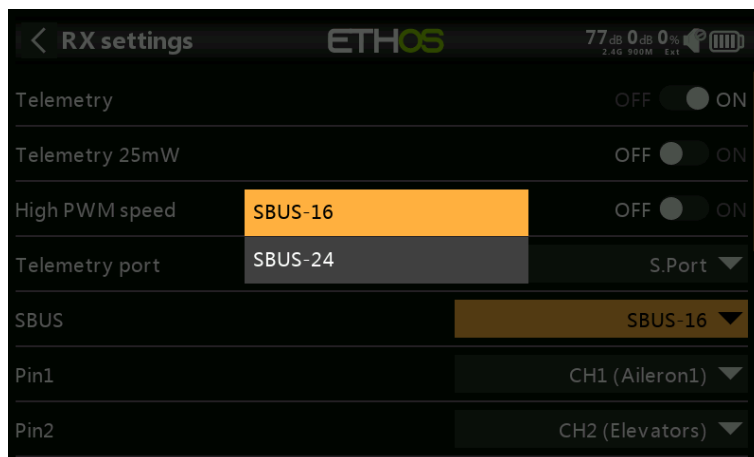 RX settings ETHOS 77dB 0dB 0%
2.4G 900M Ext
Telemetry OFF ON
Telemetry 25mW OFF ON
High PWM speed OFF ON
SBUS-16
SBUS-24
Telemetry port S.Port
SBUS SBUS-16
Pin1 CH1 (Aileron1)
Pin2 CH2 (Elevators)